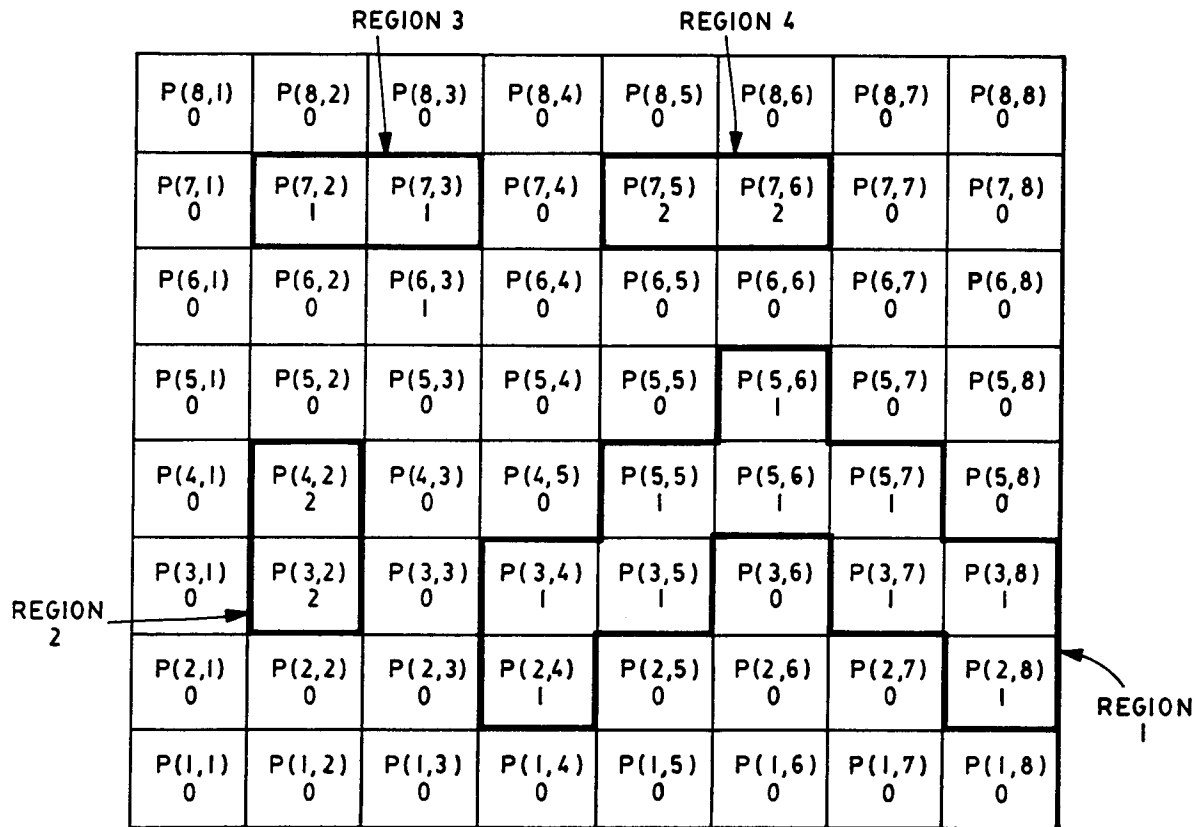 REGION 3 REGION 4
P(8,1) P(8,2) P(8,3) P(8,4) P(8,5) P(8,6) P(8,7) P(8,8)
0 0 0 0 0 0 0 0
P(7,1) P(7,2) P(7,3) P(7,4) P(7,5) P(7,6) P(7,7) P(7,8)
0 1 1 0 2 2 0 0
P(6,1) P(6,2) P(6,3) P(6,4) P(6,5) P(6,6) P(6,7) P(6,8)
0 0 1 0 0 0 0 0
P(5,1) P(5,2) P(5,3) P(5,4) P(5,5) P(5,6) P(5,7) P(5,8)
0 0 0 0 0 1 0 0
P(4,1) P(4,2) P(4,3) P(4,5) P(5,5) P(5,6) P(5,7) P(5,8)
0 2 0 0 1 1 1 0
P(3,1) P(3,2) P(3,3) P(3,4) P(3,5) P(3,6) P(3,7) P(3,8)
0 2 0 1 1 0 1 1
REGION
2
P(2,1) P(2,2) P(2,3) P(2,4) P(2,5) P(2,6) P(2,7) P(2,8)
0 0 0 1 0 0 0 1
REGION
1
P(1,1) P(1,2) P(1,3) P(1,4) P(1,5) P(1,6) P(1,7) P(1,8)
0 0 0 0 0 0 0 0